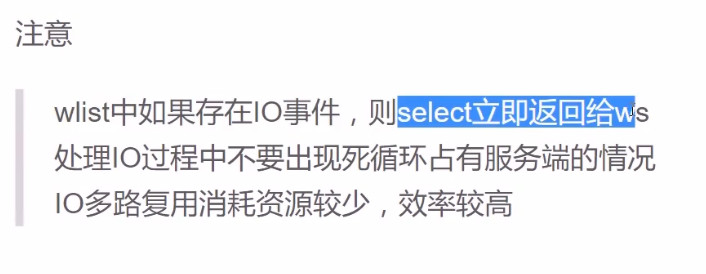 注意
wlist中如果存在IO事件，则select立即返回给ws
处理IO过程中不要出现死循环占有服务端的情况
IO多路复用消耗资源较少，效率较高